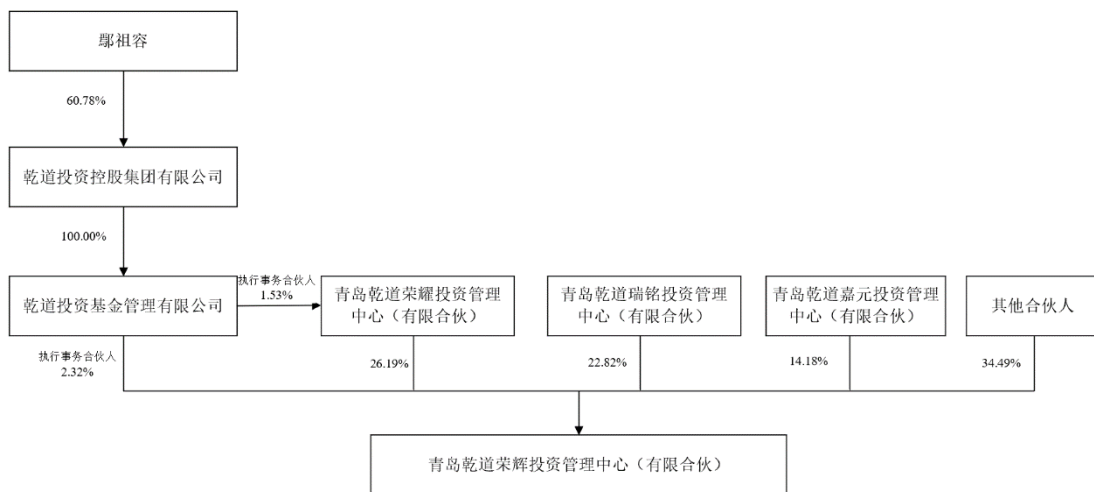 鄢祖容
60.78%
乾道投资控股集团有限公司
100.00%
乾道投资基金管理有限公司
执行事务合伙人
1.53%
青岛乾道荣耀投资管理
中心（有限合伙）
青岛乾道瑞铭投资管理
中心（有限合伙）
青岛乾道嘉元投资管理
中心（有限合伙）
其他合伙人
执行事务合伙人
2.32%
26.19%
22.82%
14.18%
34.49%
青岛乾道荣辉投资管理中心（有限合伙）